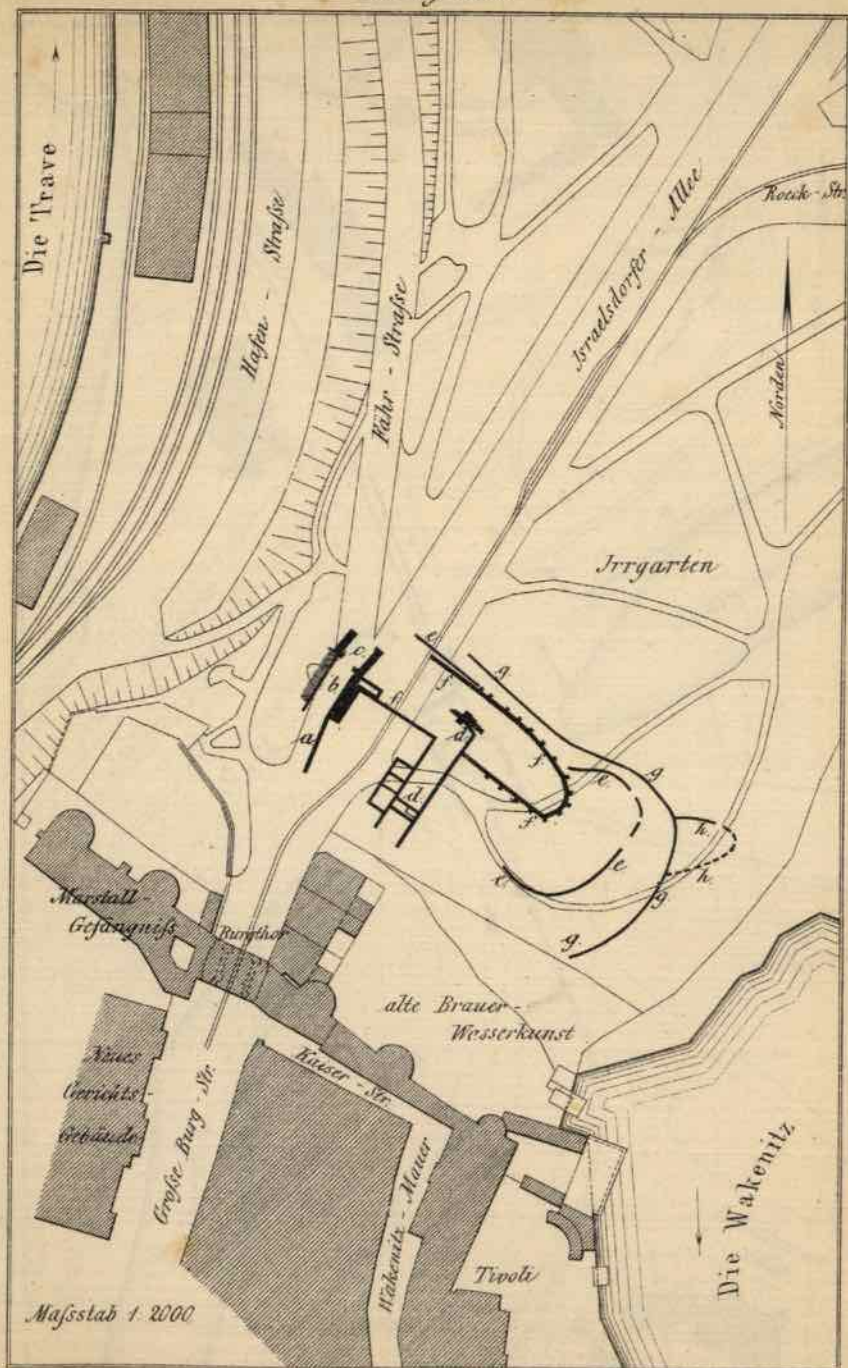 Die Trave
Hafen - Straſse
Fähr - Straſse
Israelsdorfer - Allee
Roeck - Str.
Norden
Irrgarten
e.
g.
c.
b
f
a
d
f
g
e.
f
d.
h.
e
e.
h.
g
g.
Marstall -
Gefängniſs
Burgthor
alte Brauer -
Wasserkunst
Kaiser - Str.
Neues
Gerichts -
Gebäude
Groſse Burg - Str.
Wakenitz - Mauer
Tivoli
Die Wakenitz
Maſsstab 1: 2000